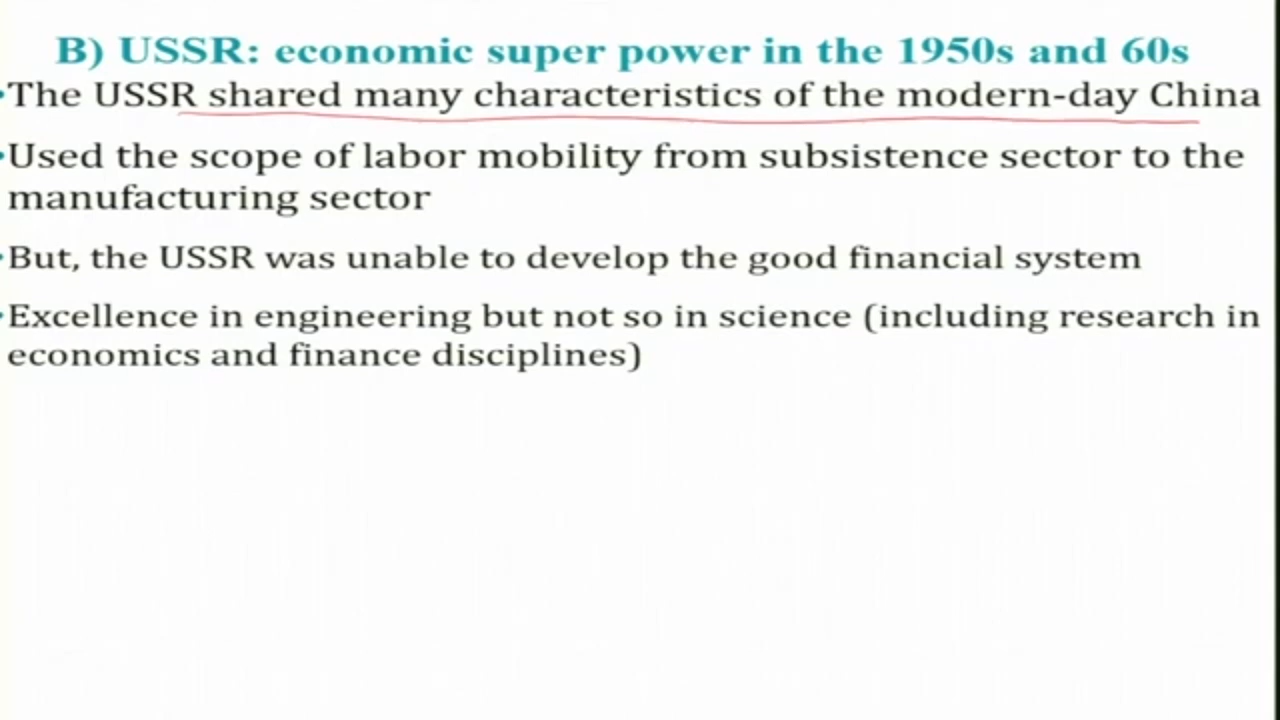 B) USSR: economic super power in the 1950s and 60s
•The USSR shared many characteristics of the modern-day China
•Used the scope of labor mobility from subsistence sector to the
manufacturing sector
•But, the USSR was unable to develop the good financial system
•Excellence in engineering but not so in science (including research in
economics and finance disciplines)